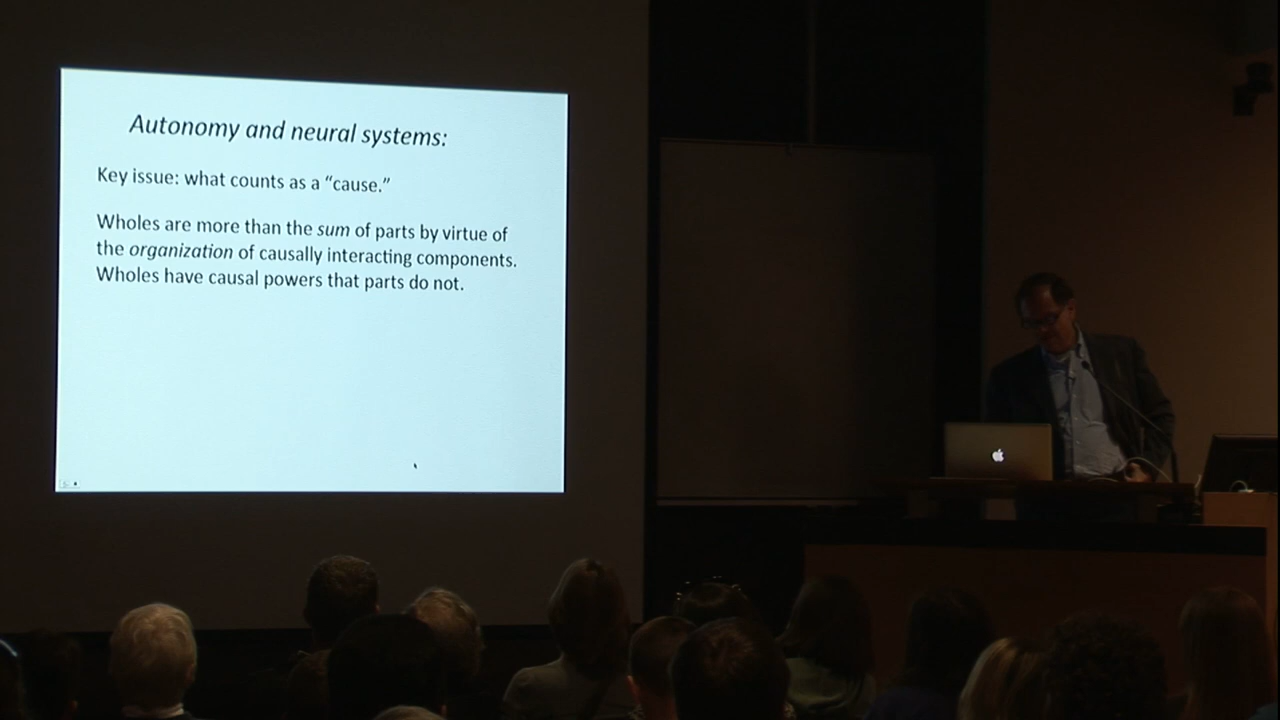 Autonomy and neural systems:
Key issue: what counts as a “cause.”
Wholes are more than the sum of parts by virtue of
the organization of causally interacting components.
Wholes have causal powers that parts do not.